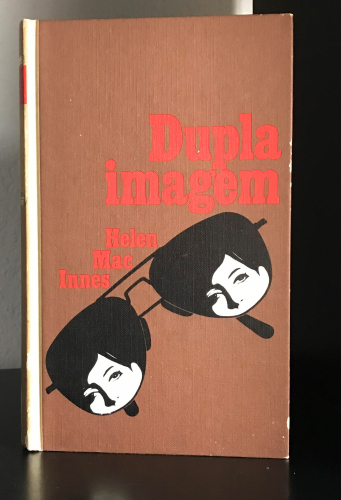 Dupla
imagem
Helen
Mac
Innes